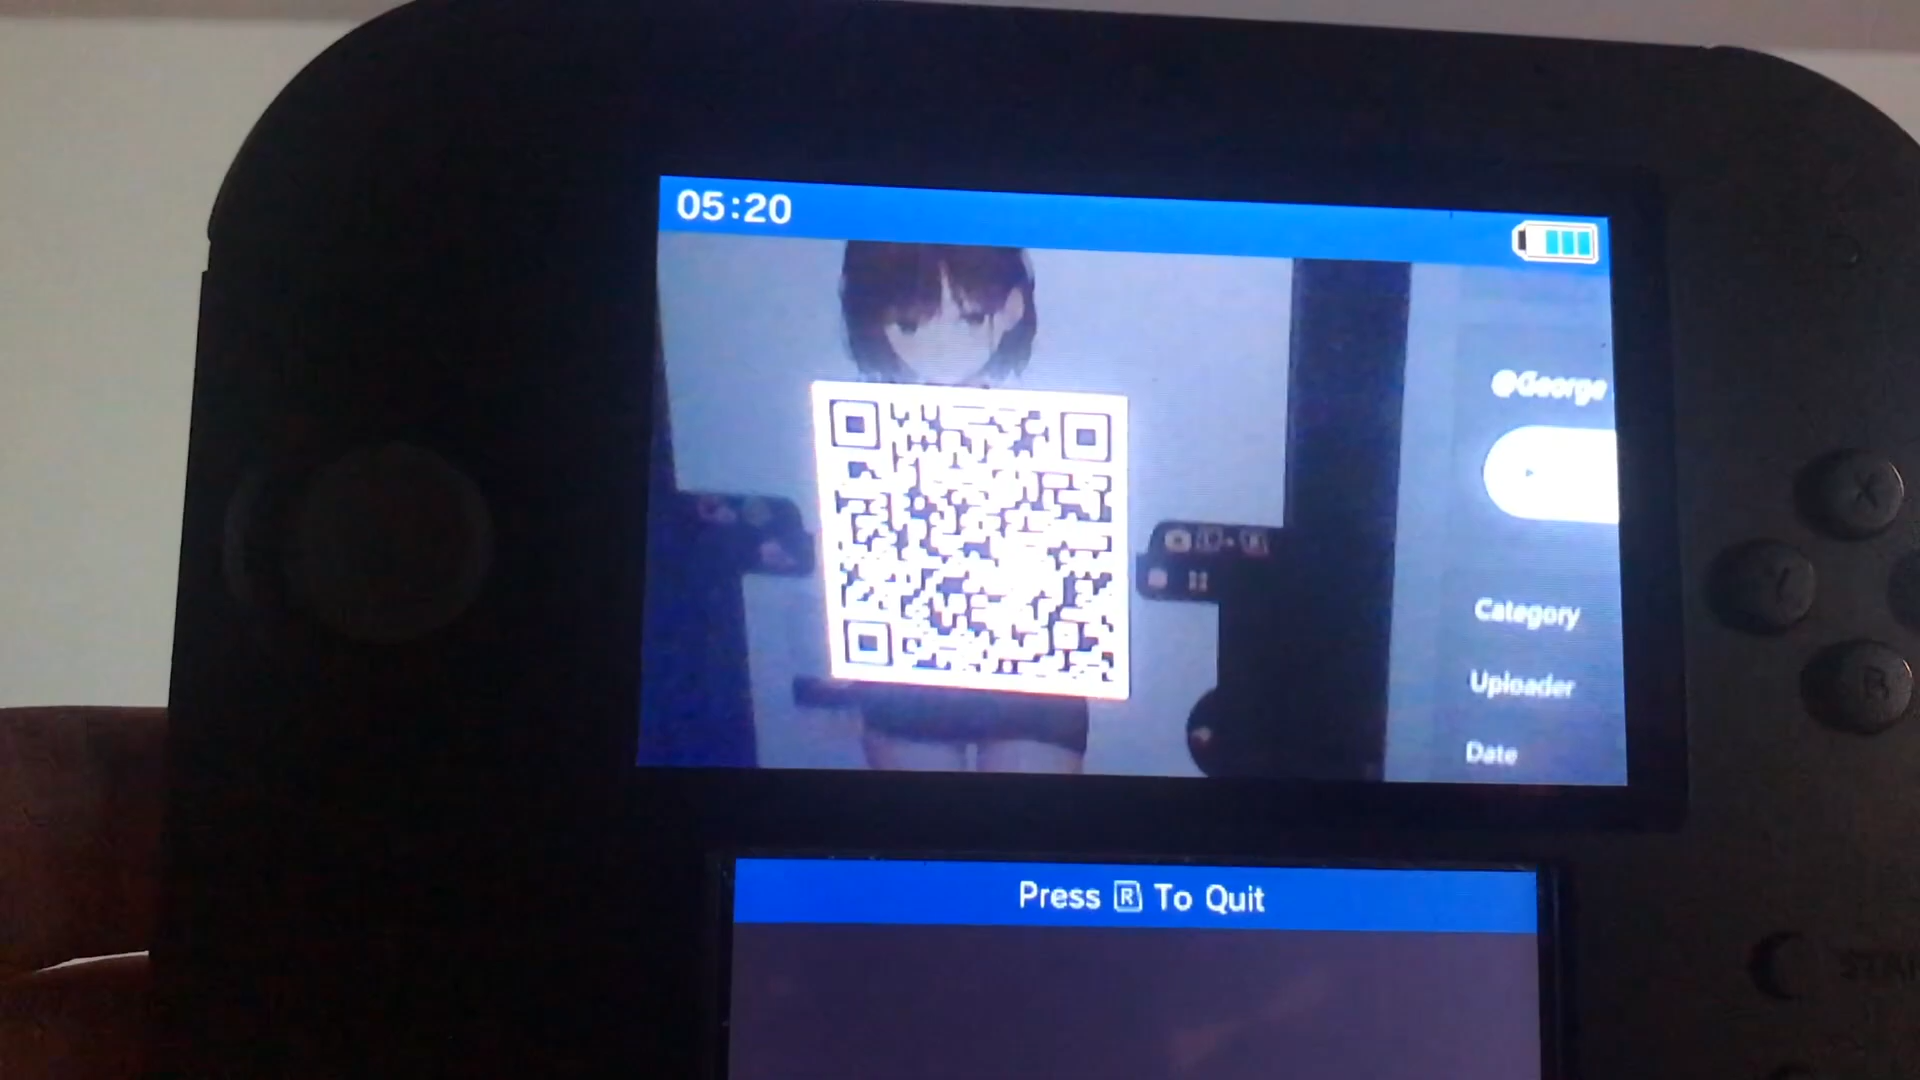 05:20
@George
Category
Uploader
Date
Press R To Quit
X
Y
B